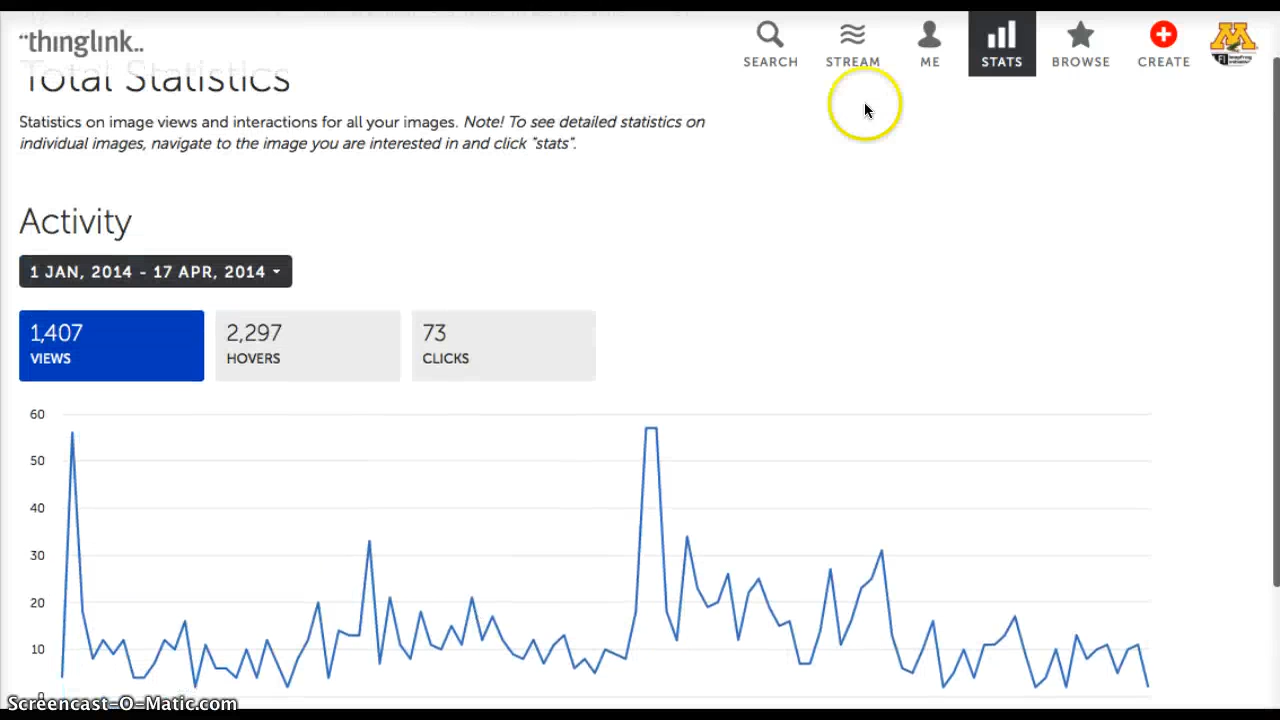 ¨thınglınk..
SEARCH
STREAM
ME
STATS
BROWSE
CREATE
M
Total Statistics
Statistics on image views and interactions for all your images. Note! To see detailed statistics on
individual images, navigate to the image you are interested in and click "stats".
Activity
1 JAN, 2014 - 17 APR, 2014
1,407
VIEWS
2,297
HOVERS
73
CLICKS
60
50
40
30
20
10
Screencast-O-Matic.com